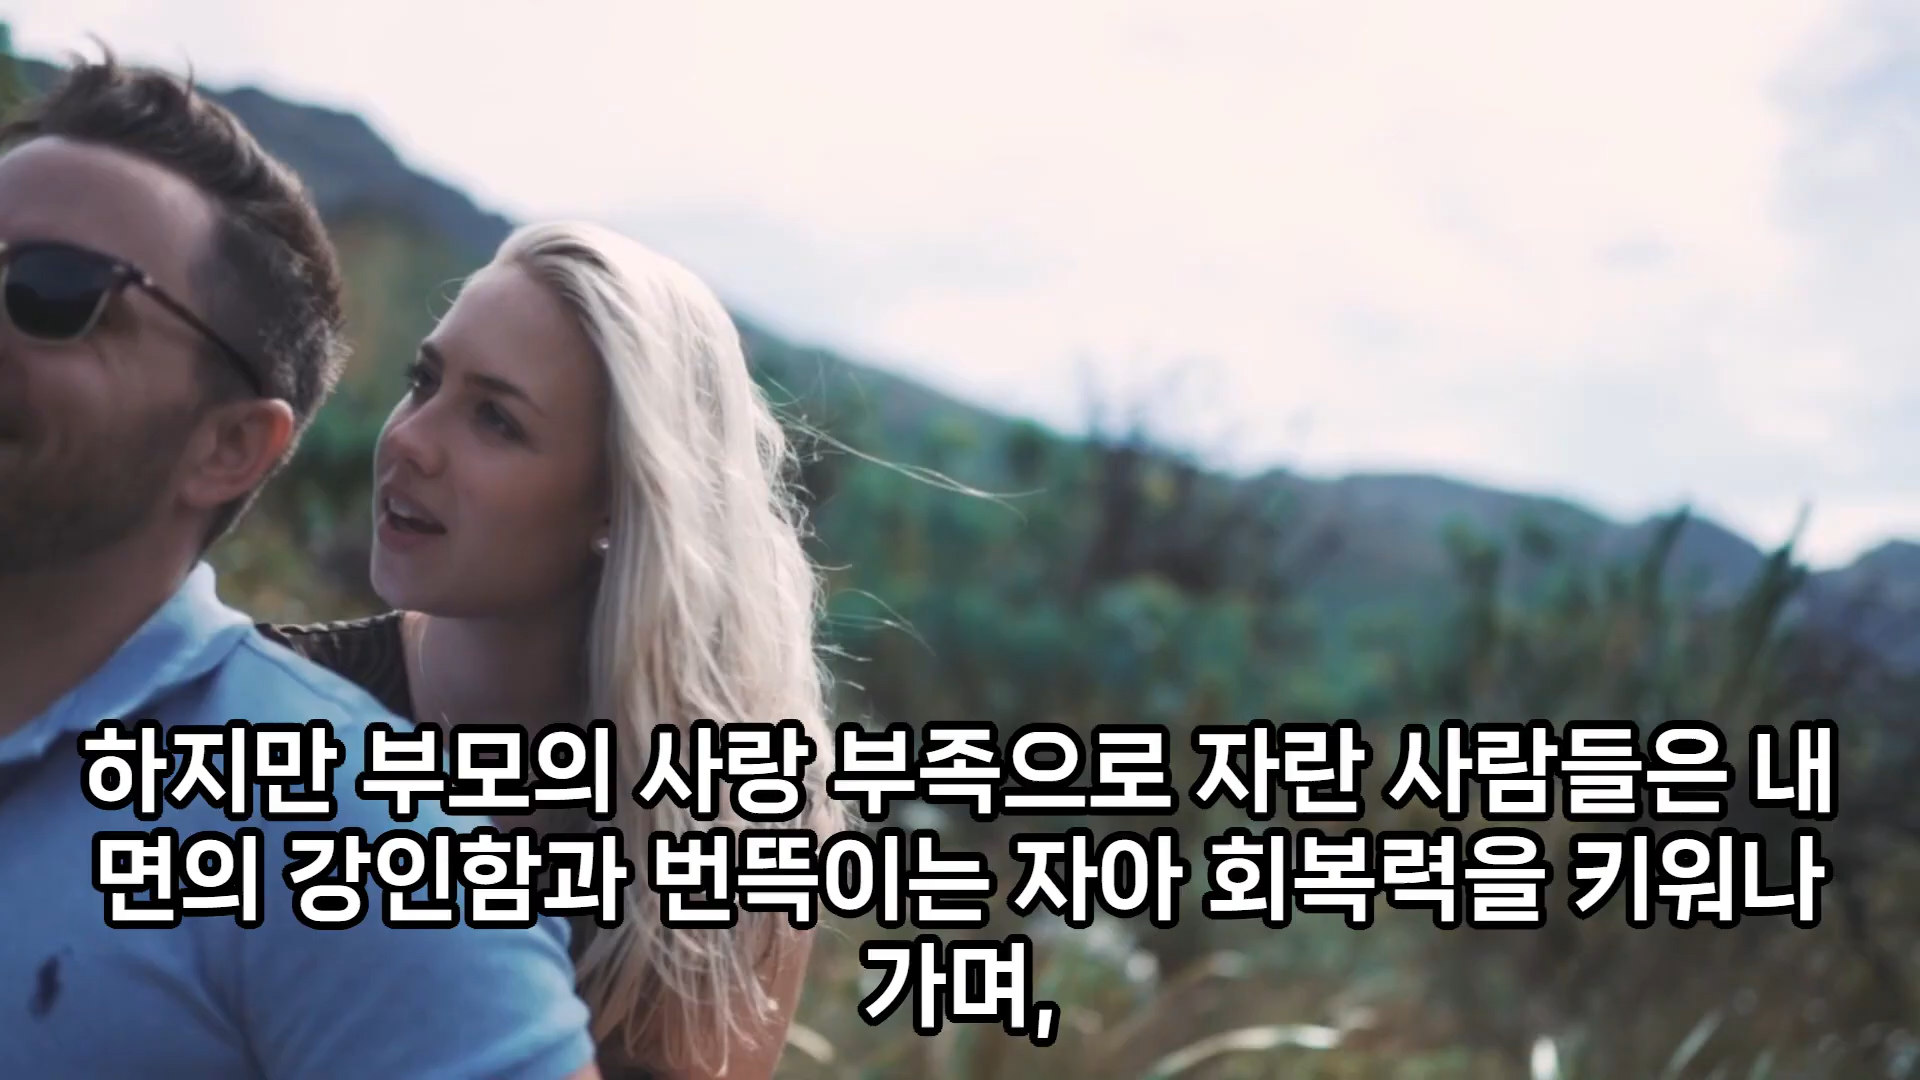 하지만 부모의 사랑 부족으로 자란 사람들은 내
면의 강인함과 번뜩이는 자아 회복력을 키워나
가며,